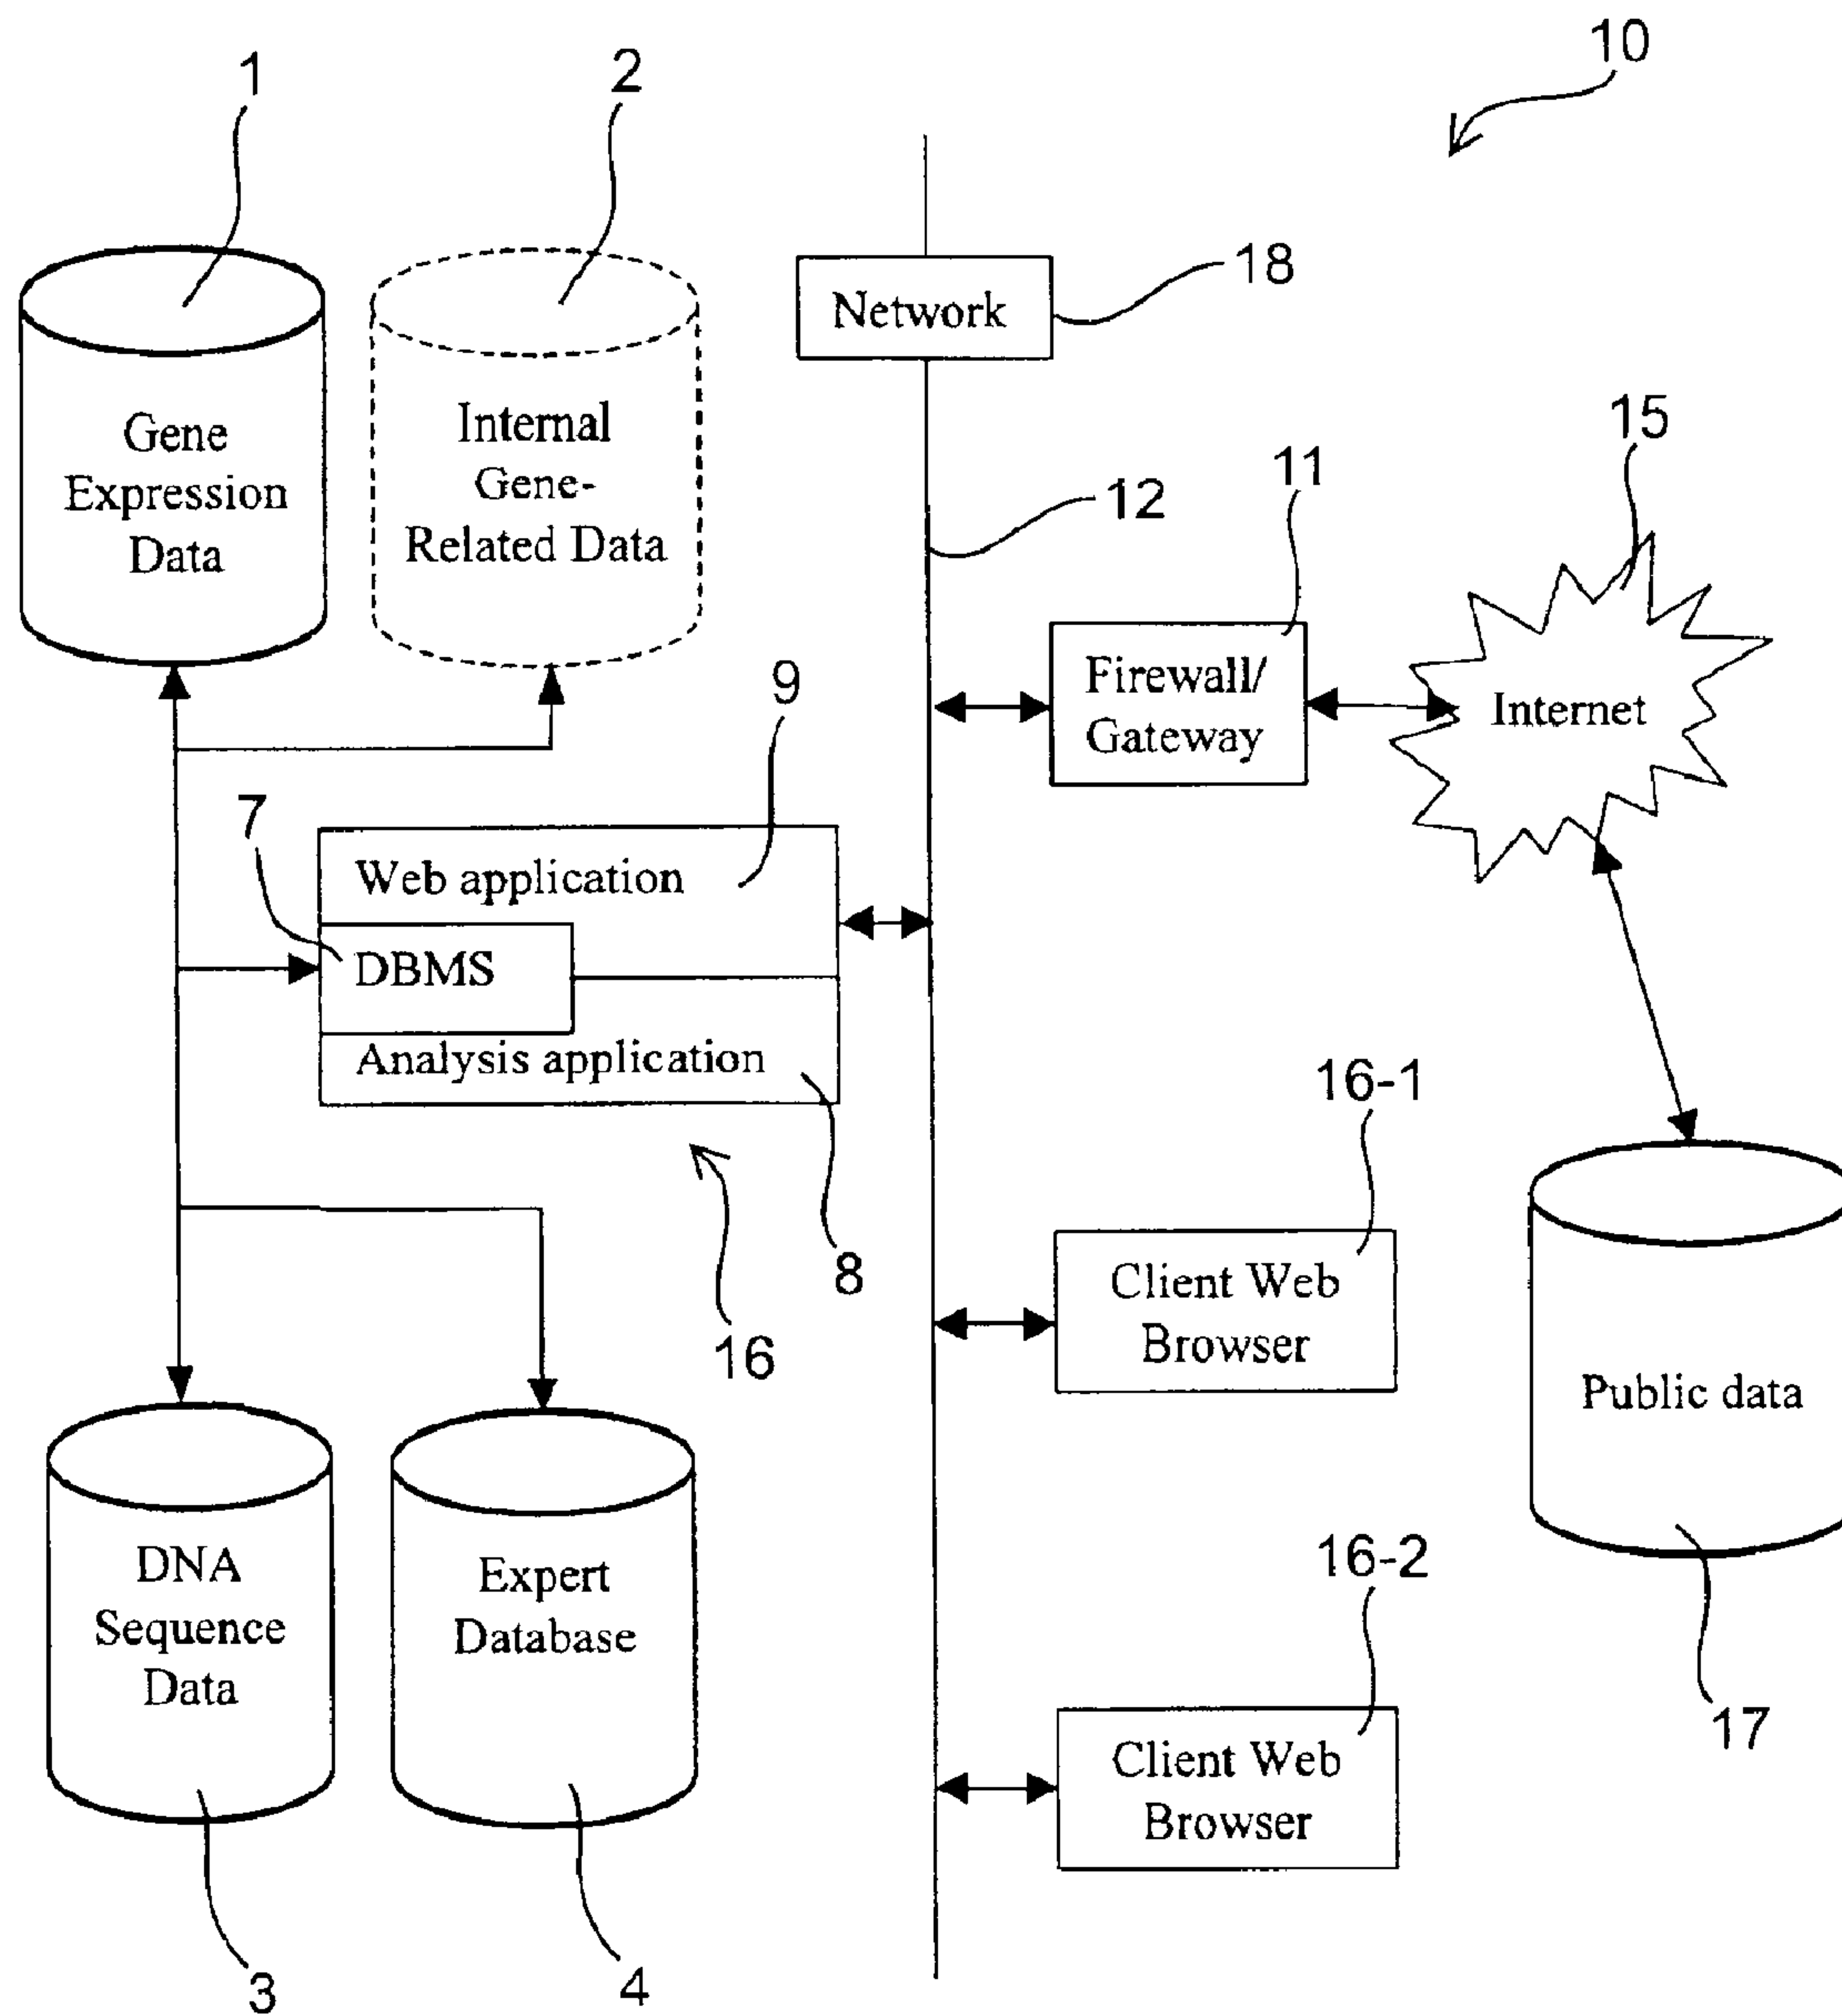 10
1
2
18
Network
Gene
Expression
Data
Internal
Gene-
Related Data
15
11
12
Firewall/
Gateway
Internet
9
7
Web application
DBMS
Analysis application
8
16
16-1
Client Web
Browser
Public data
17
DNA
Sequence
Data
Expert
Database
16-2
Client Web
Browser
3
4